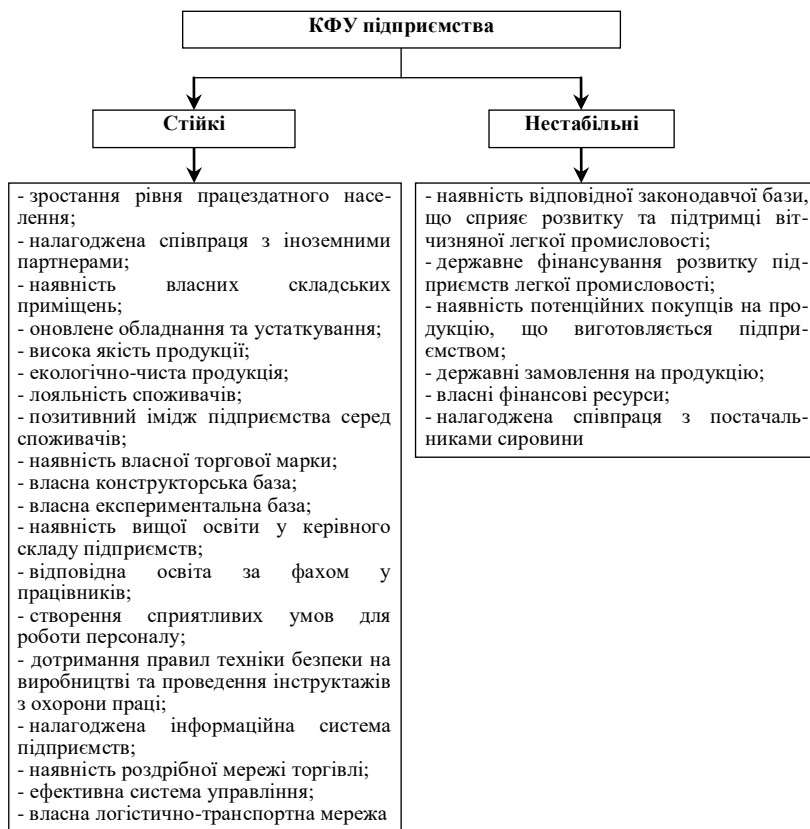 КФУ підприємства
Стійкі
- зростання рівня працездатного насе-
лення;
- налагоджена співпраця з іноземними
партнерами;
- наявність власних складських
приміщень;
- оновлене обладнання та устаткування;
- висока якість продукції;
- екологічно-чиста продукція;
- лояльність споживачів;
- позитивний імідж підприємства серед
споживачів;
- наявність власної торгової марки;
- власна конструкторська база;
- власна експериментальна база;
- наявність вищої освіти у керівного
складу підприємств;
- відповідна освіта за фахом у
працівників;
- створення сприятливих умов для
роботи персоналу;
- дотримання правил техніки безпеки на
виробництві та проведення інструктажів
з охорони праці;
- налагоджена інформаційна система
підприємств;
- наявність роздрібної мережі торгівлі;
- ефективна система управління;
- власна логістично-транспортна мережа
Нестабільні
- наявність відповідної законодавчої бази,
що сприяє розвитку та підтримці віт-
чизняної легкої промисловості;
- державне фінансування розвитку під-
приємств легкої промисловості;
- наявність потенційних покупців на про-
дукцію, що виготовляється підпри-
ємством;
- державні замовлення на продукцію;
- власні фінансові ресурси;
- налагоджена співпраця з постачаль-
никами сировини